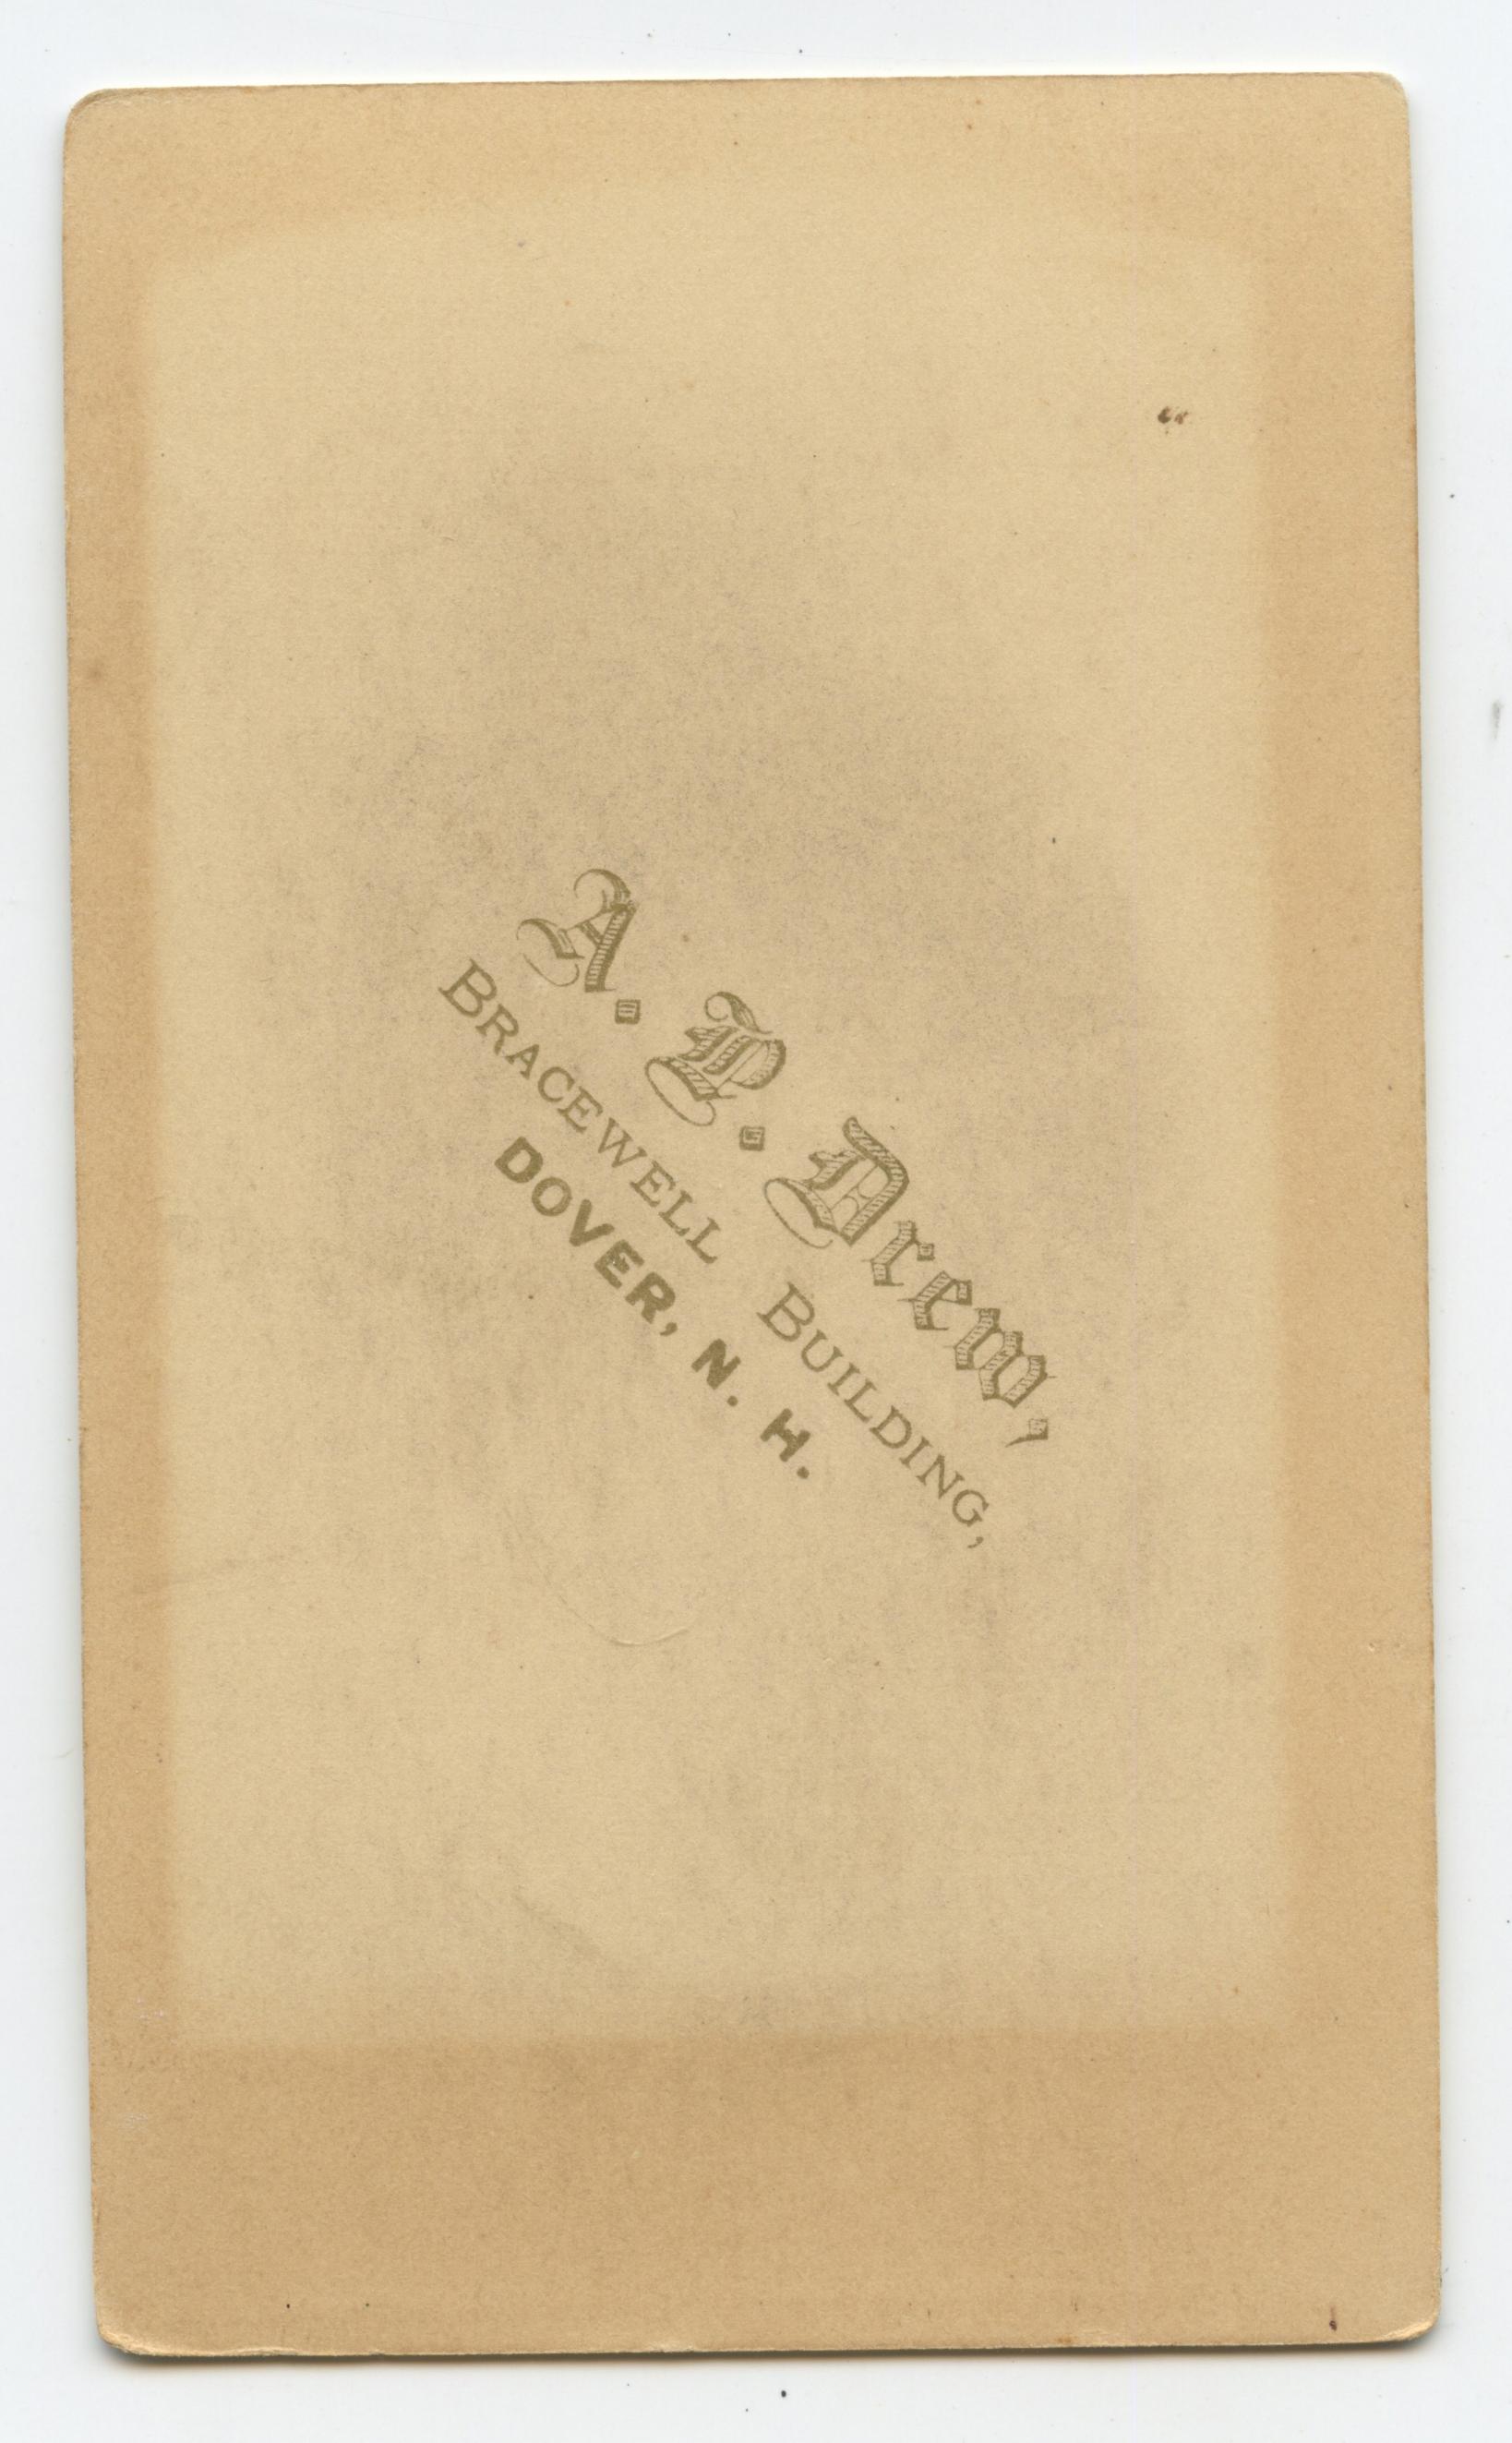 A. P. Drew,
BRACEWELL BUILDING,
DOVER, N. H.